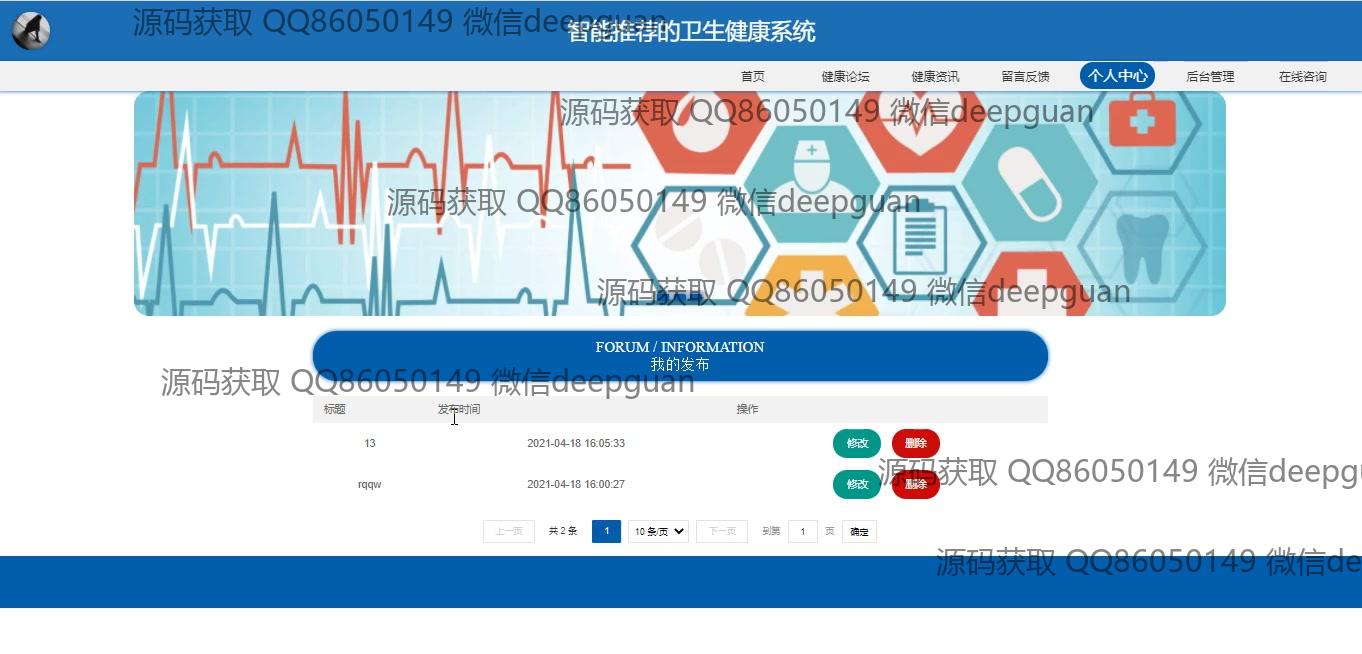 源码获取 QQ86050149 微信deepguan
智能推荐的卫生健康系统
首页 健康论坛 健康资讯 留言反馈 个人中心 后台管理 在线咨询
源码获取 QQ86050149 微信deepguan
源码获取 QQ86050149 微信deepguan
源码获取 QQ86050149 微信deepguan
FORUM / INFORMATION
我的发布
源码获取 QQ86050149 微信deepguan
标题 发布时间 操作
13 2021-04-18 16:05:33 修改 删除
源码获取 QQ86050149 微信deepgu
rqqw 2021-04-18 16:00:27 修改 删除
上一页 共 2 条 1 10 条/页 下一页 到第 1 页 确定
源码获取 QQ86050149 微信de